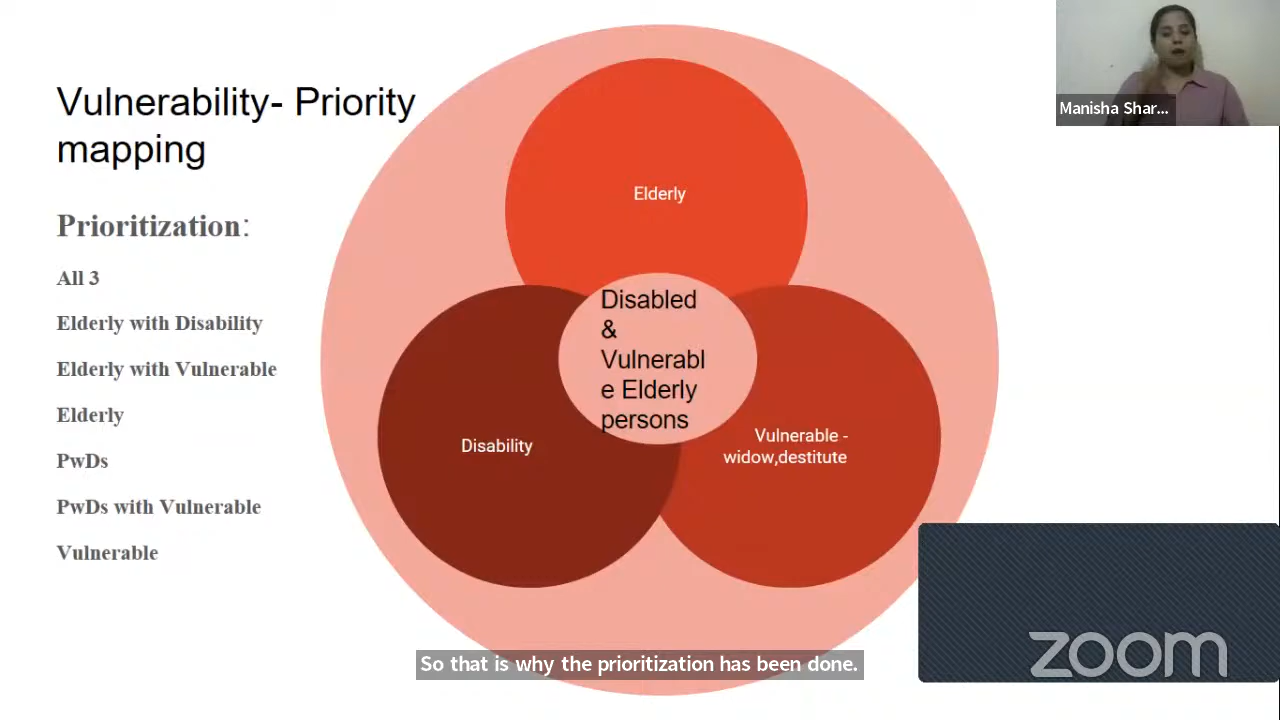 Vulnerability- Priority
mapping
Prioritization:
All 3
Elderly with Disability
Elderly with Vulnerable
Elderly
PwDs
PwDs with Vulnerable
Vulnerable
Elderly
Disabled
&
Vulnerabl
e Elderly
persons
Disability
Vulnerable -
widow,destitute
Manisha Shar...
So that is why the prioritization has been done.
zoom